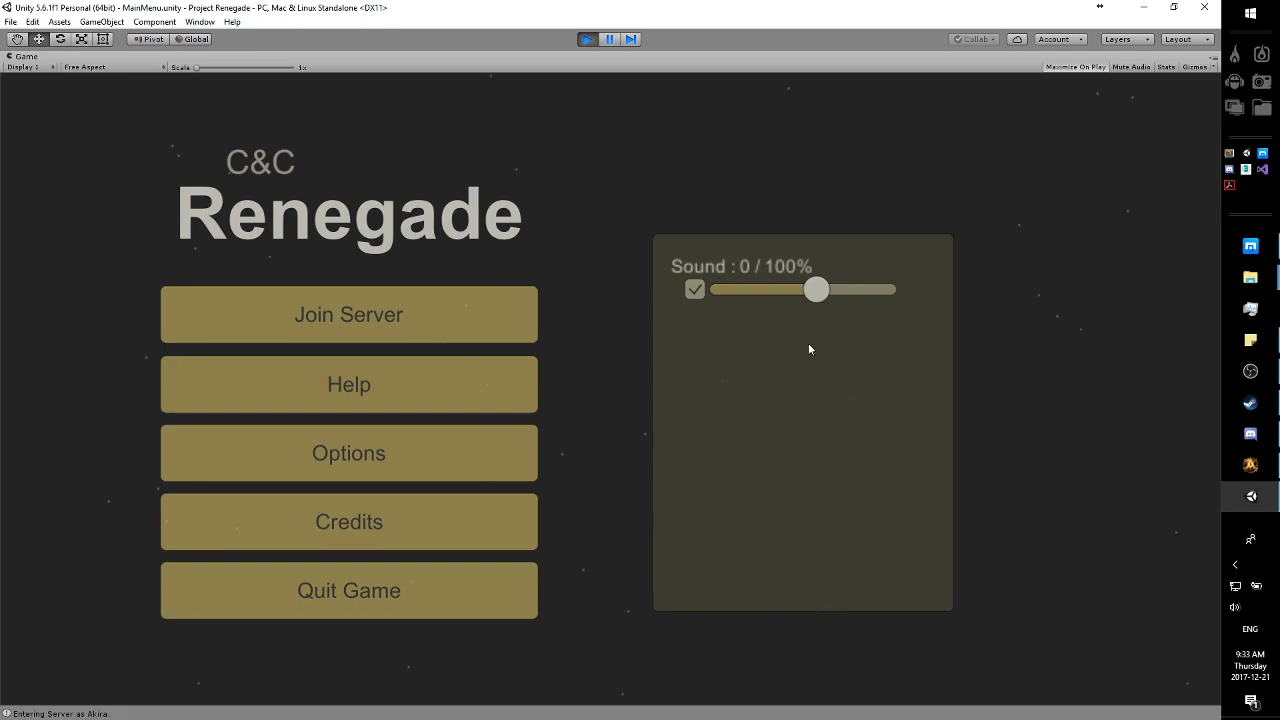 Unity 5.6.1f1 Personal (64bit) - MainMenu.unity - Project Renegade - PC, Mac & Linux Standalone <DX11>
File Edit Assets GameObject Component Window Help
Pivot Global Collab Account Layers Layout
Game
Display 1 Free Aspect Scale 1x Maximize On Play Mute Audio Stats Gizmos
C&C
Renegade
Sound : 0 / 100%
Join Server
Help
Options
Credits
Quit Game
Entering Server as Akira.
ENG
9:33 AM
Thursday
2017-12-21